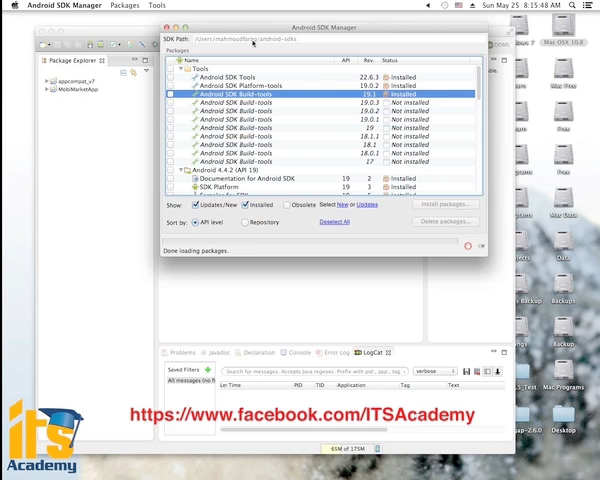 Android SDK Manager Packages Tools
Sun May 25 8:15:48 AM
Android SDK Manager
SDK Path: /Users/mahmoudfarag/android-sdks
Packages
Name API Rev. Status
Tools
Android SDK Tools 22.6.3 Installed
Android SDK Platform-tools 19.0.2 Installed
Android SDK Build-tools 19.1 Installed
Android SDK Build-tools 19.0.3 Not installed
Android SDK Build-tools 19.0.2 Not installed
Android SDK Build-tools 19.0.1 Not installed
Android SDK Build-tools 19 Not installed
Android SDK Build-tools 18.1.1 Not installed
Android SDK Build-tools 18.1 Not installed
Android SDK Build-tools 18.0.1 Not installed
Android SDK Build-tools 17 Not installed
Android 4.4.2 (API 19)
Documentation for Android SDK 19 2 Installed
SDK Platform 19 3 Installed
Show: Updates/New Installed Obsolete Select New or Updates Install packages...
Sort by: API level Repository Deselect All Delete packages...
Done loading packages.
Package Explorer
appcompat_v7
MobiMarketApp
DDMS
Problems Javadoc Declaration Console Error Log LogCat
Saved Filters
All messages (no fi
Search for messages. Accepts Java regexes. Prefix with pid:, app:, tag:
verbose
Time PID TID Application Tag Text
65M of 175M
Mac OSX 10.8
Mac Free
Free
Free
Mac Data
Data
Backups
Backups
Mac Programs
Desktop
https://www.facebook.com/ITSAcademy
its
Academy